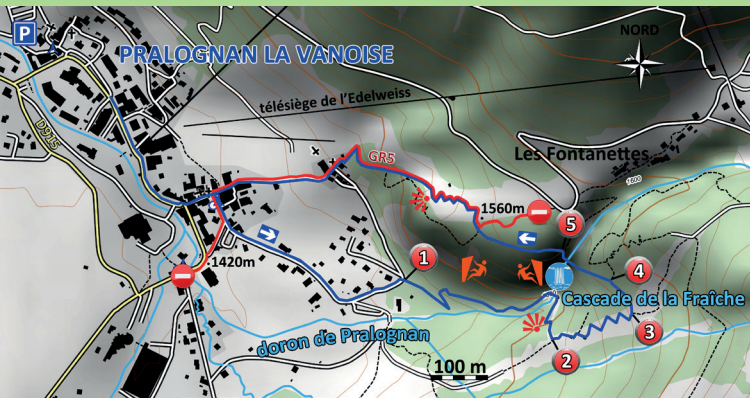 P
PRALOGNAN LA VANOISE
NORD
télésiège de l'Edelweiss
D915
GR5
Les Fontanettes
1600
1560m
5
1420m
1
4
Cascade de la Fraîche
doron de Pralognan
3
100 m
2